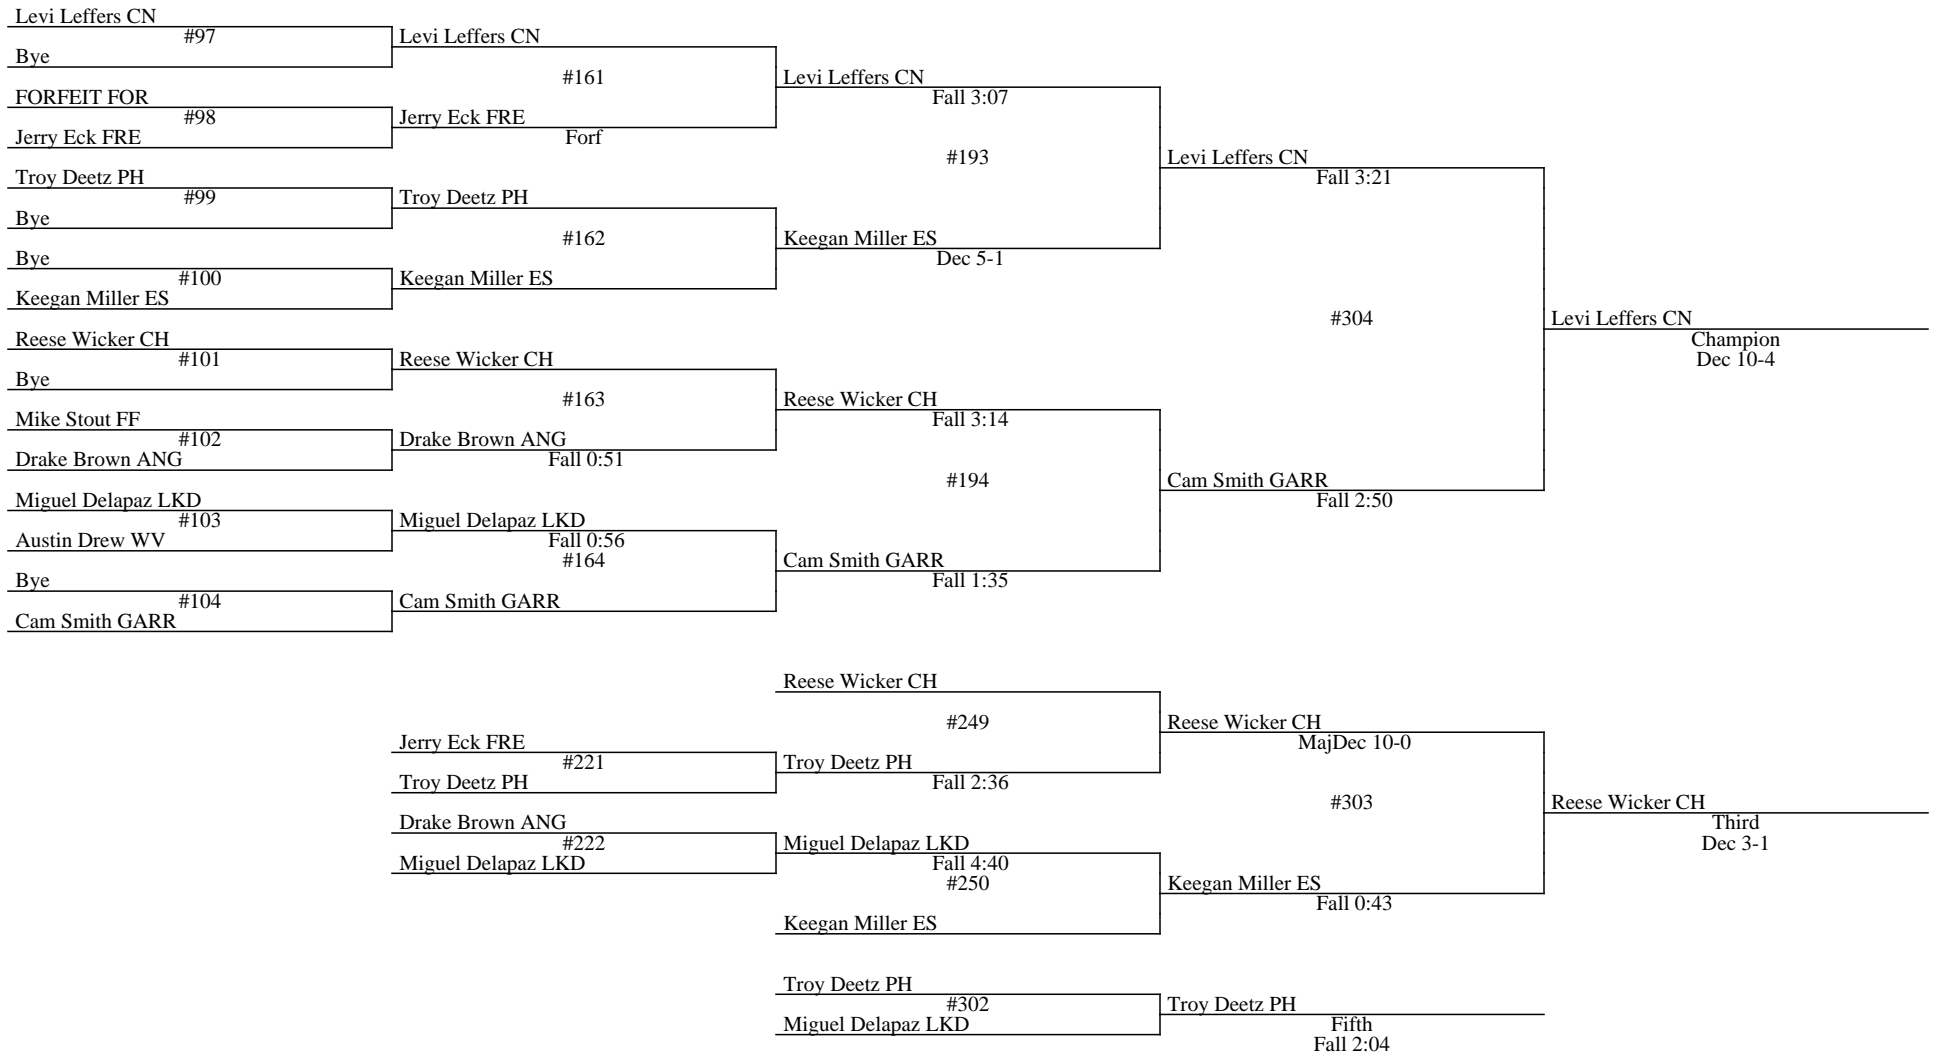 Levi Leffers CN
#97
Bye
FORFEIT FOR
#98
Jerry Eck FRE
Troy Deetz PH
#99
Bye
Bye
#100
Keegan Miller ES
Reese Wicker CH
#101
Bye
Mike Stout FF
#102
Drake Brown ANG
Miguel Delapaz LKD
#103
Austin Drew WV
Bye
#104
Cam Smith GARR
Levi Leffers CN
#161
Jerry Eck FRE
Forf
Troy Deetz PH
#162
Keegan Miller ES
Reese Wicker CH
#163
Drake Brown ANG
Fall 0:51
Miguel Delapaz LKD
Fall 0:56
#164
Cam Smith GARR
Levi Leffers CN
Fall 3:07
#193
Keegan Miller ES
Dec 5-1
Reese Wicker CH
Fall 3:14
#194
Cam Smith GARR
Fall 1:35
Levi Leffers CN
Fall 3:21
#304
Cam Smith GARR
Fall 2:50
Levi Leffers CN
Champion
Dec 10-4
Jerry Eck FRE
#221
Troy Deetz PH
Drake Brown ANG
#222
Miguel Delapaz LKD
Reese Wicker CH
#249
Troy Deetz PH
Fall 2:36
Miguel Delapaz LKD
Fall 4:40
#250
Keegan Miller ES
Reese Wicker CH
MajDec 10-0
#303
Keegan Miller ES
Fall 0:43
Reese Wicker CH
Third
Dec 3-1
Troy Deetz PH
#302
Miguel Delapaz LKD
Troy Deetz PH
Fifth
Fall 2:04